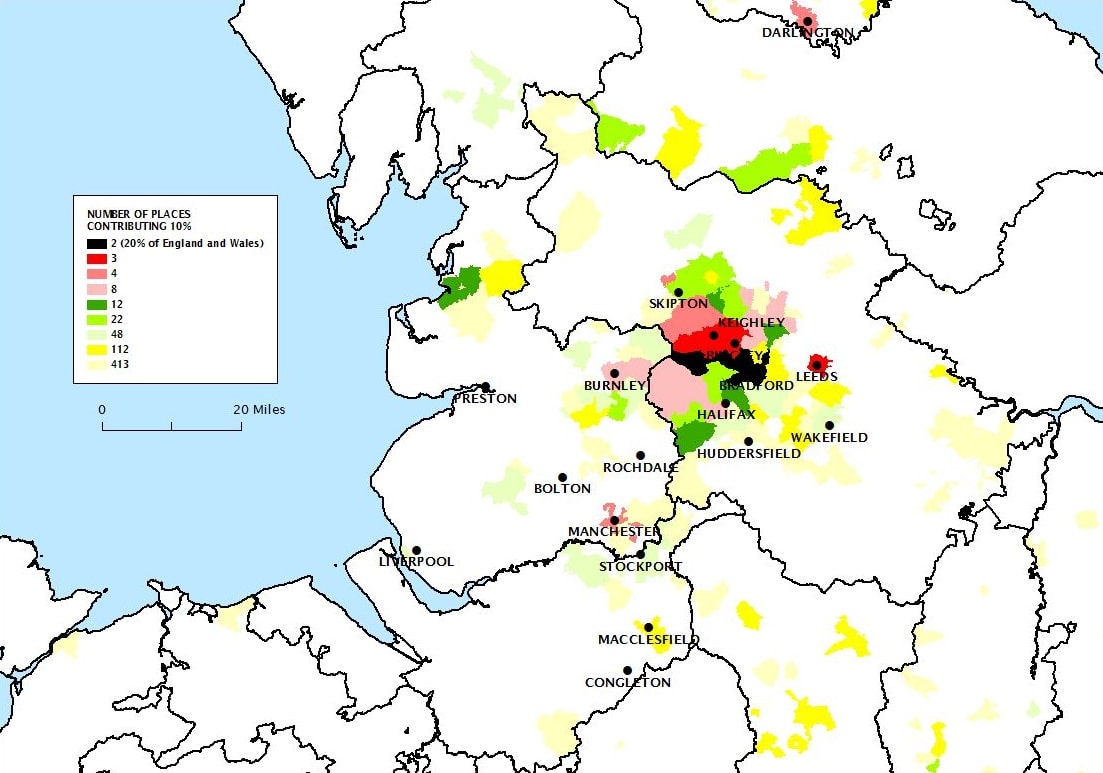 DARLINGTON
NUMBER OF PLACES
CONTRIBUTING 10%
2 (20% of England and Wales)
3
4
8
12
22
48
112
413
0 20 Miles
SKIPTON
KEIGHLEY
BINGLEY
LEEDS
BURNLEY
BRADFORD
PRESTON
HALIFAX
WAKEFIELD
HUDDERSFIELD
ROCHDALE
BOLTON
MANCHESTER
LIVERPOOL
STOCKPORT
MACCLESFIELD
CONGLETON